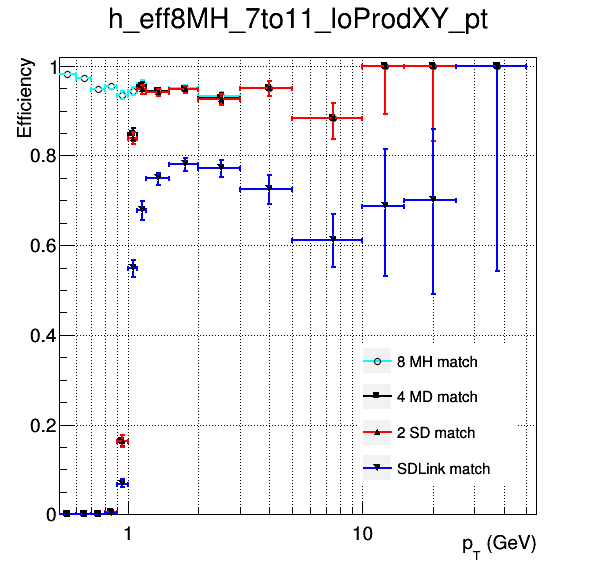 h_eff8MH_7to11_loProdXY_pt
Efficiency
1
0.8
0.6
0.4
0.2
0
8 MH match
4 MD match
2 SD match
SDLink match
1
10
p_T (GeV)